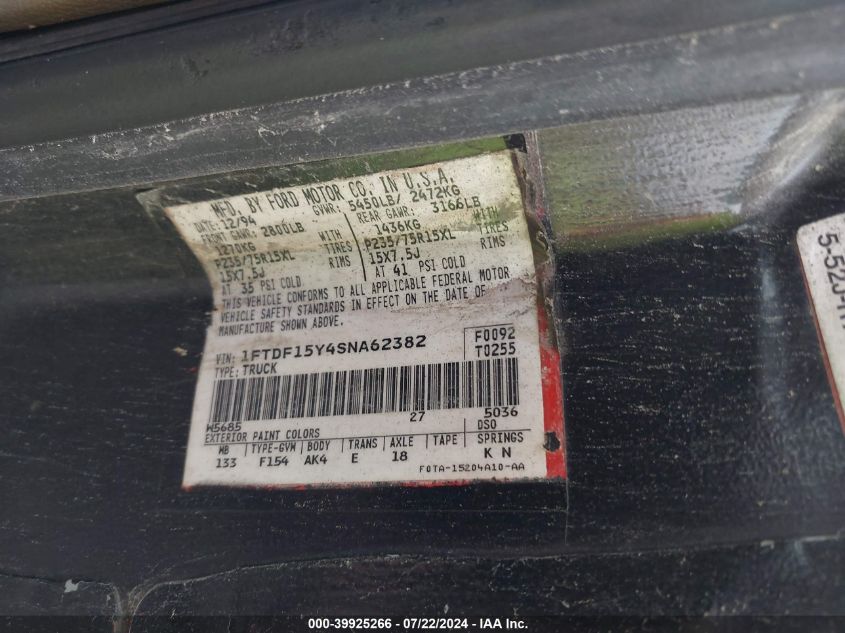 MFD. BY FORD MOTOR CO. IN U.S.A.
DATE: 12/94 GVWR: 5450LB/ 2472KG
FRONT GAWR: 2800LB REAR GAWR: 3166LB
1270KG WITH 1436KG WITH
P235/75R15XL TIRES P235/75R15XL TIRES
15X7.5J RIMS 15X7.5J RIMS
AT 35 PSI COLD AT 41 PSI COLD
THIS VEHICLE CONFORMS TO ALL APPLICABLE FEDERAL MOTOR
VEHICLE SAFETY STANDARDS IN EFFECT ON THE DATE OF
MANUFACTURE SHOWN ABOVE.
VIN: 1FTDF15Y4SNA62382 F0092
TYPE: TRUCK T0255
W5685 27 5036
EXTERIOR PAINT COLORS DSO
WB TYPE-GVW BODY TRANS AXLE TAPE SPRINGS
133 F154 AK4 E 18 K N
F0TA-15204A10-AA
000-39925266 - 07/22/2024 - IAA Inc.